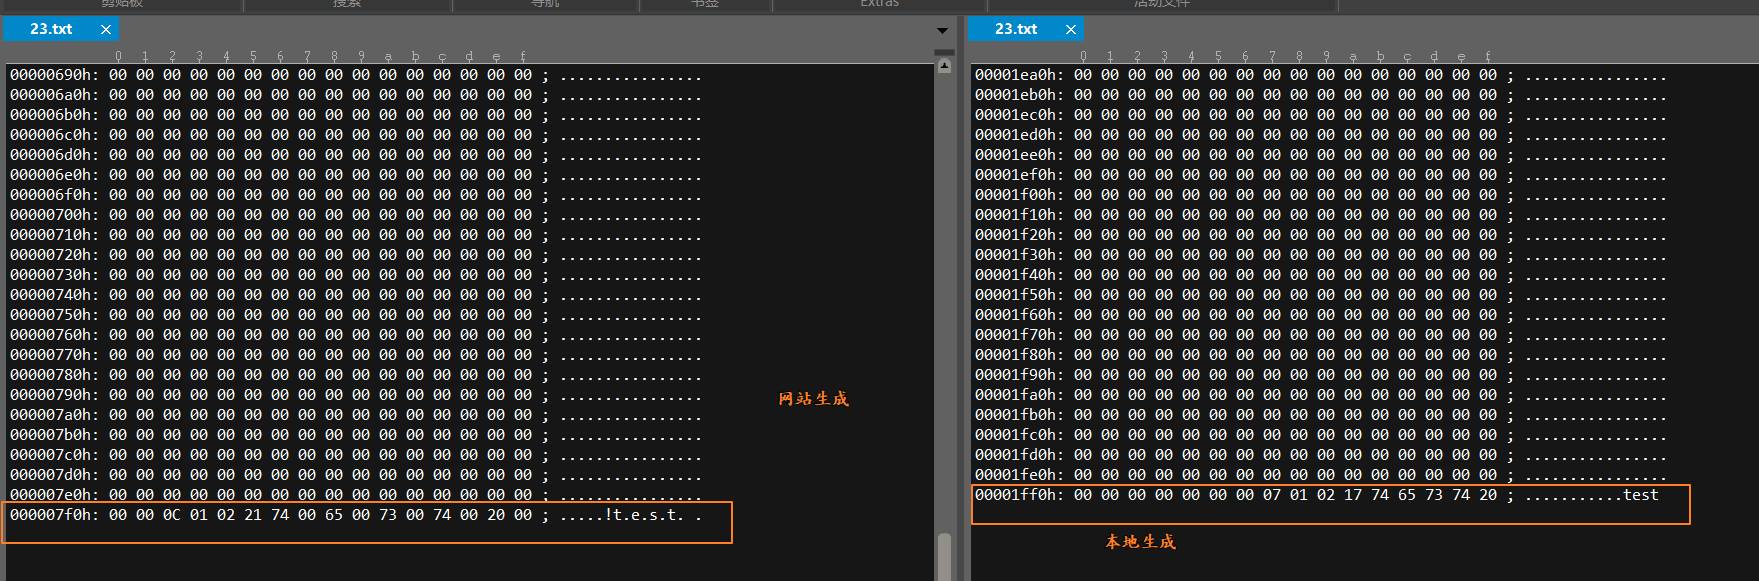 剪贴板 搜索 导航 书签 Extras 活动文件
23.txt ×
0 1 2 3 4 5 6 7 8 9 a b c d e f
00000690h: 00 00 00 00 00 00 00 00 00 00 00 00 00 00 00 00 ; ................
000006a0h: 00 00 00 00 00 00 00 00 00 00 00 00 00 00 00 00 ; ................
000006b0h: 00 00 00 00 00 00 00 00 00 00 00 00 00 00 00 00 ; ................
000006c0h: 00 00 00 00 00 00 00 00 00 00 00 00 00 00 00 00 ; ................
000006d0h: 00 00 00 00 00 00 00 00 00 00 00 00 00 00 00 00 ; ................
000006e0h: 00 00 00 00 00 00 00 00 00 00 00 00 00 00 00 00 ; ................
000006f0h: 00 00 00 00 00 00 00 00 00 00 00 00 00 00 00 00 ; ................
00000700h: 00 00 00 00 00 00 00 00 00 00 00 00 00 00 00 00 ; ................
00000710h: 00 00 00 00 00 00 00 00 00 00 00 00 00 00 00 00 ; ................
00000720h: 00 00 00 00 00 00 00 00 00 00 00 00 00 00 00 00 ; ................
00000730h: 00 00 00 00 00 00 00 00 00 00 00 00 00 00 00 00 ; ................
00000740h: 00 00 00 00 00 00 00 00 00 00 00 00 00 00 00 00 ; ................
00000750h: 00 00 00 00 00 00 00 00 00 00 00 00 00 00 00 00 ; ................
00000760h: 00 00 00 00 00 00 00 00 00 00 00 00 00 00 00 00 ; ................
00000770h: 00 00 00 00 00 00 00 00 00 00 00 00 00 00 00 00 ; ................
00000780h: 00 00 00 00 00 00 00 00 00 00 00 00 00 00 00 00 ; ................
00000790h: 00 00 00 00 00 00 00 00 00 00 00 00 00 00 00 00 ; ................
000007a0h: 00 00 00 00 00 00 00 00 00 00 00 00 00 00 00 00 ; ................
000007b0h: 00 00 00 00 00 00 00 00 00 00 00 00 00 00 00 00 ; ................
000007c0h: 00 00 00 00 00 00 00 00 00 00 00 00 00 00 00 00 ; ................
000007d0h: 00 00 00 00 00 00 00 00 00 00 00 00 00 00 00 00 ; ................
000007e0h: 00 00 00 00 00 00 00 00 00 00 00 00 00 00 00 00 ; ................
000007f0h: 00 00 0C 01 02 21 74 00 65 00 73 00 74 00 20 00 ; .....!t.e.s.t. .
网站生成
23.txt ×
0 1 2 3 4 5 6 7 8 9 a b c d e f
00001ea0h: 00 00 00 00 00 00 00 00 00 00 00 00 00 00 00 00 ; ................
00001eb0h: 00 00 00 00 00 00 00 00 00 00 00 00 00 00 00 00 ; ................
00001ec0h: 00 00 00 00 00 00 00 00 00 00 00 00 00 00 00 00 ; ................
00001ed0h: 00 00 00 00 00 00 00 00 00 00 00 00 00 00 00 00 ; ................
00001ee0h: 00 00 00 00 00 00 00 00 00 00 00 00 00 00 00 00 ; ................
00001ef0h: 00 00 00 00 00 00 00 00 00 00 00 00 00 00 00 00 ; ................
00001f00h: 00 00 00 00 00 00 00 00 00 00 00 00 00 00 00 00 ; ................
00001f10h: 00 00 00 00 00 00 00 00 00 00 00 00 00 00 00 00 ; ................
00001f20h: 00 00 00 00 00 00 00 00 00 00 00 00 00 00 00 00 ; ................
00001f30h: 00 00 00 00 00 00 00 00 00 00 00 00 00 00 00 00 ; ................
00001f40h: 00 00 00 00 00 00 00 00 00 00 00 00 00 00 00 00 ; ................
00001f50h: 00 00 00 00 00 00 00 00 00 00 00 00 00 00 00 00 ; ................
00001f60h: 00 00 00 00 00 00 00 00 00 00 00 00 00 00 00 00 ; ................
00001f70h: 00 00 00 00 00 00 00 00 00 00 00 00 00 00 00 00 ; ................
00001f80h: 00 00 00 00 00 00 00 00 00 00 00 00 00 00 00 00 ; ................
00001f90h: 00 00 00 00 00 00 00 00 00 00 00 00 00 00 00 00 ; ................
00001fa0h: 00 00 00 00 00 00 00 00 00 00 00 00 00 00 00 00 ; ................
00001fb0h: 00 00 00 00 00 00 00 00 00 00 00 00 00 00 00 00 ; ................
00001fc0h: 00 00 00 00 00 00 00 00 00 00 00 00 00 00 00 00 ; ................
00001fd0h: 00 00 00 00 00 00 00 00 00 00 00 00 00 00 00 00 ; ................
00001fe0h: 00 00 00 00 00 00 00 00 00 00 00 00 00 00 00 00 ; ................
00001ff0h: 00 00 00 00 00 00 00 07 01 02 17 74 65 73 74 20 ; ...........test
本地生成